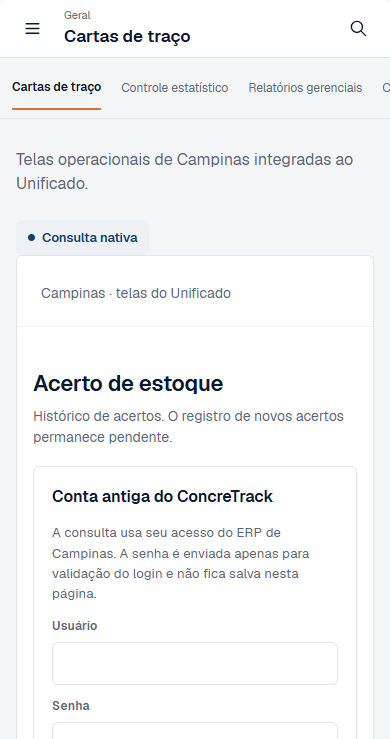 Geral
Cartas de traço
Cartas de traço
Controle estatístico
Relatórios gerenciais
C
Telas operacionais de Campinas integradas ao
Unificado.
Consulta nativa
Campinas · telas do Unificado
Acerto de estoque
Histórico de acertos. O registro de novos acertos
permanece pendente.
Conta antiga do ConcreTrack
A consulta usa seu acesso do ERP de
Campinas. A senha é enviada apenas para
validação do login e não fica salva nesta
página.
Usuário
Senha